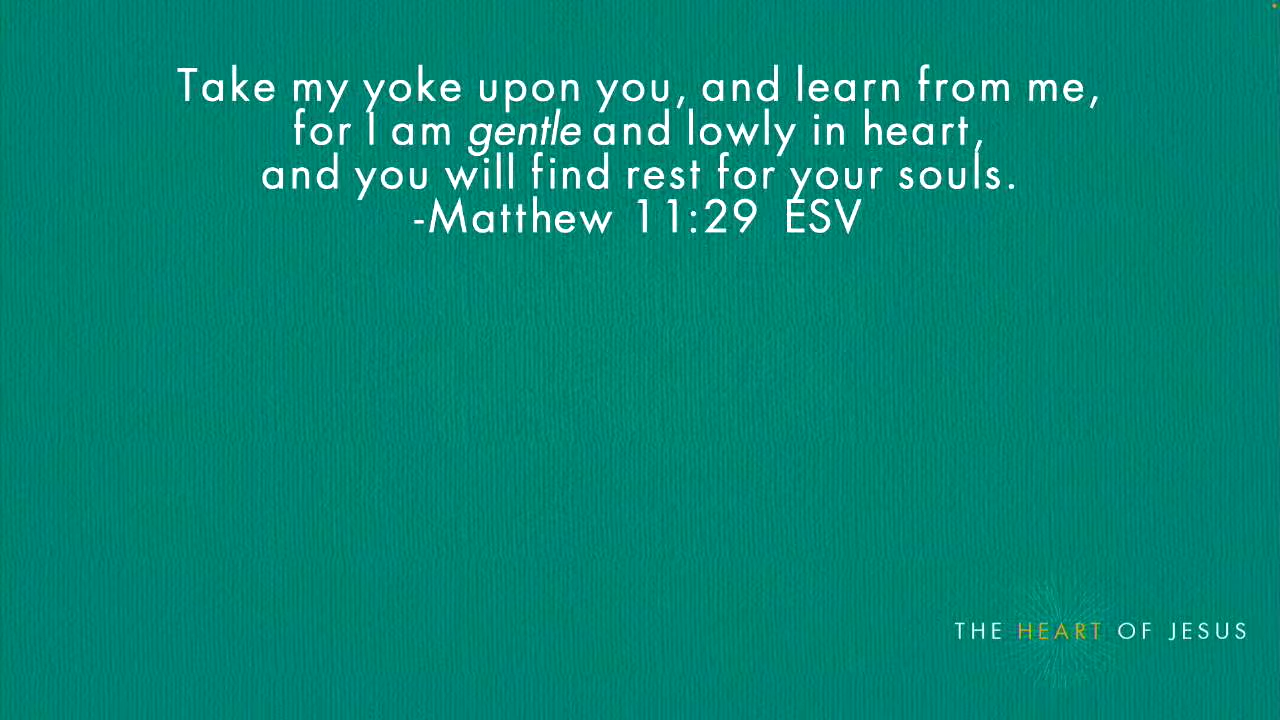 Take my yoke upon you, and learn from me,
for I am gentle and lowly in heart,
and you will find rest for your souls.
-Matthew 11:29 ESV
THE HEART OF JESUS